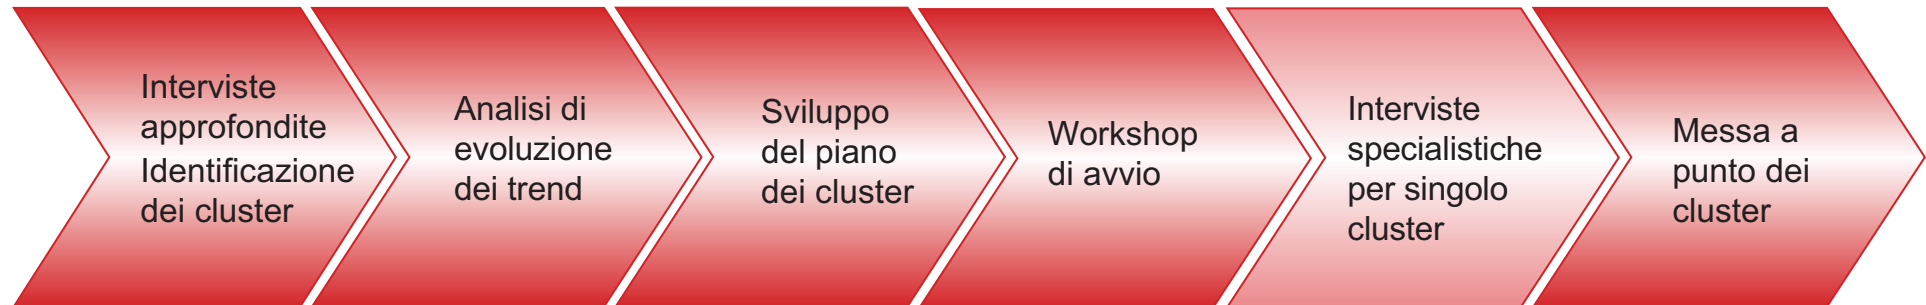 Interviste
approfondite
Identificazione
dei cluster
Analisi di
evoluzione
dei trend
Sviluppo
del piano
dei cluster
Workshop
di avvio
Interviste
specialistiche
per singolo
cluster
Messa a
punto dei
cluster